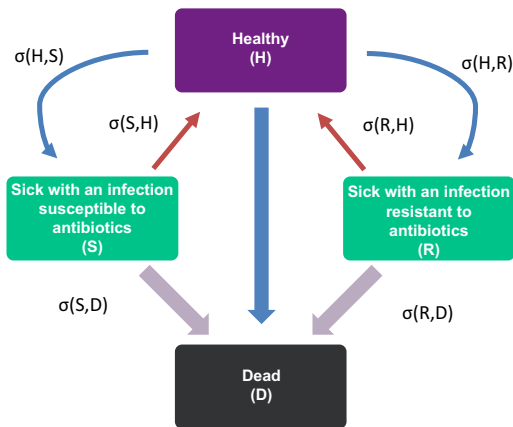 Healthy
(H)
σ(H,S)
σ(H,R)
σ(S,H)
σ(R,H)
Sick with an infection
susceptible to
antibiotics
(S)
Sick with an infection
resistant to
antibiotics
(R)
σ(S,D)
σ(R,D)
Dead
(D)